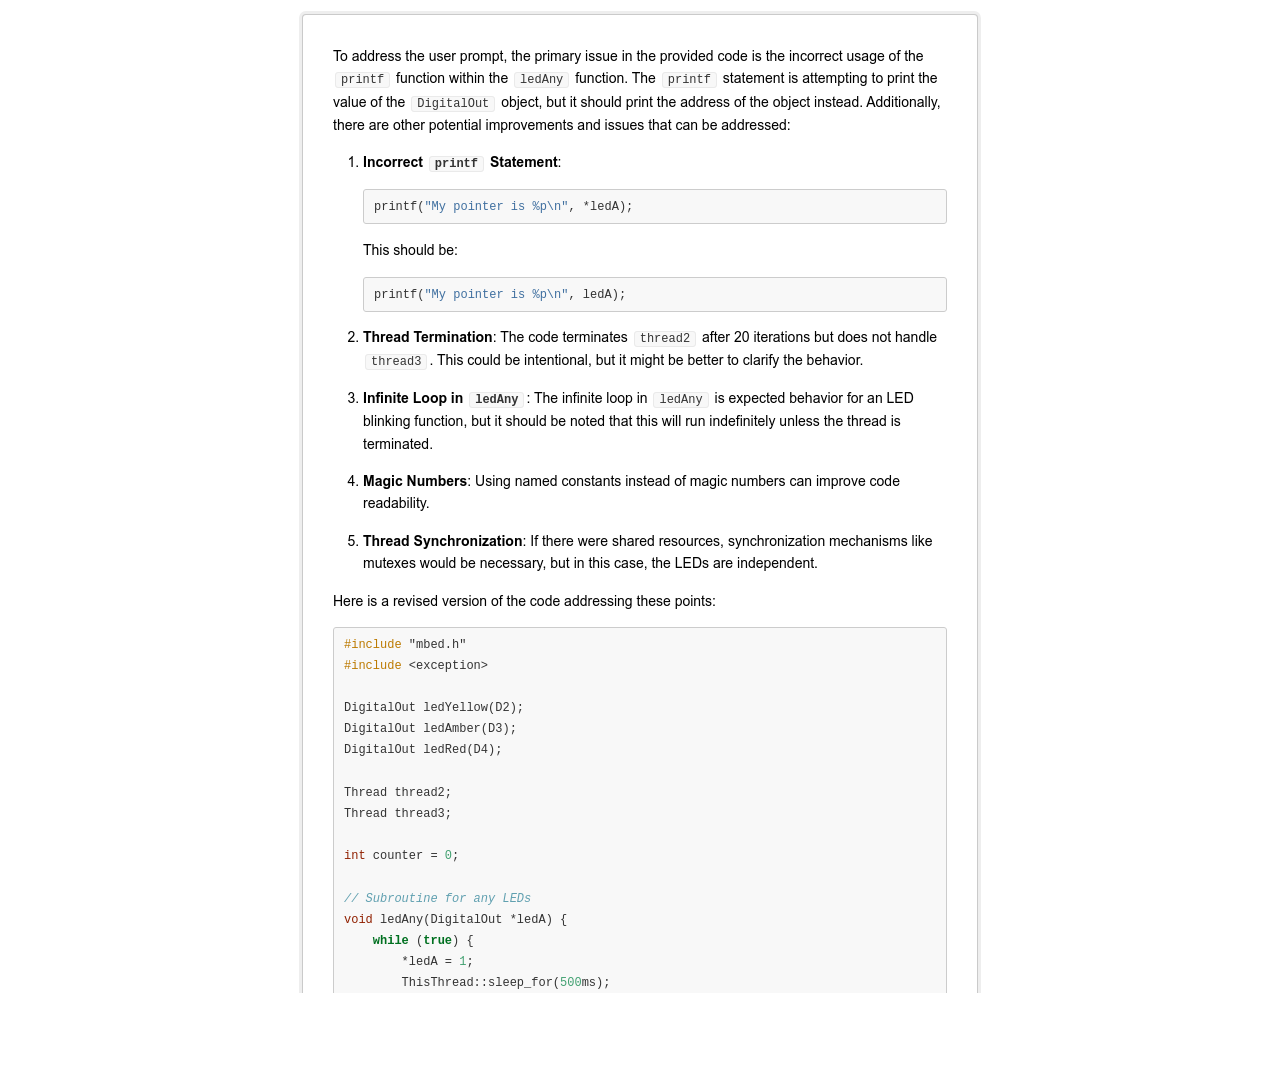 To address the user prompt, the primary issue in the provided code is the incorrect usage of the
printf function within the ledAny function. The printf statement is attempting to print the
value of the DigitalOut object, but it should print the address of the object instead. Additionally,
there are other potential improvements and issues that can be addressed:
1. Incorrect printf Statement:
printf("My pointer is %p\n", *ledA);
This should be:
printf("My pointer is %p\n", ledA);
2. Thread Termination: The code terminates thread2 after 20 iterations but does not handle
thread3. This could be intentional, but it might be better to clarify the behavior.
3. Infinite Loop in ledAny: The infinite loop in ledAny is expected behavior for an LED
blinking function, but it should be noted that this will run indefinitely unless the thread is
terminated.
4. Magic Numbers: Using named constants instead of magic numbers can improve code
readability.
5. Thread Synchronization: If there were shared resources, synchronization mechanisms like
mutexes would be necessary, but in this case, the LEDs are independent.
Here is a revised version of the code addressing these points:
#include "mbed.h"
#include <exception>
DigitalOut ledYellow(D2);
DigitalOut ledAmber(D3);
DigitalOut ledRed(D4);
Thread thread2;
Thread thread3;
int counter = 0;
// Subroutine for any LEDs
void ledAny(DigitalOut *ledA) {
    while (true) {
        *ledA = 1;
        ThisThread::sleep_for(500ms);